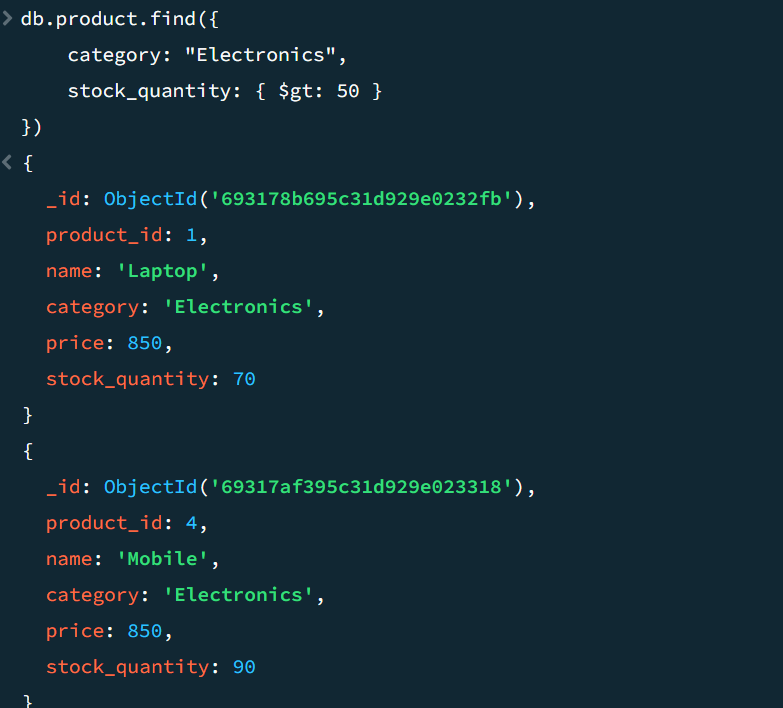 > db.product.find({
    category: "Electronics",
    stock_quantity: { $gt: 50 }
})
< {
  _id: ObjectId('693178b695c31d929e0232fb'),
  product_id: 1,
  name: 'Laptop',
  category: 'Electronics',
  price: 850,
  stock_quantity: 70
}
{
  _id: ObjectId('69317af395c31d929e023318'),
  product_id: 4,
  name: 'Mobile',
  category: 'Electronics',
  price: 850,
  stock_quantity: 90
}